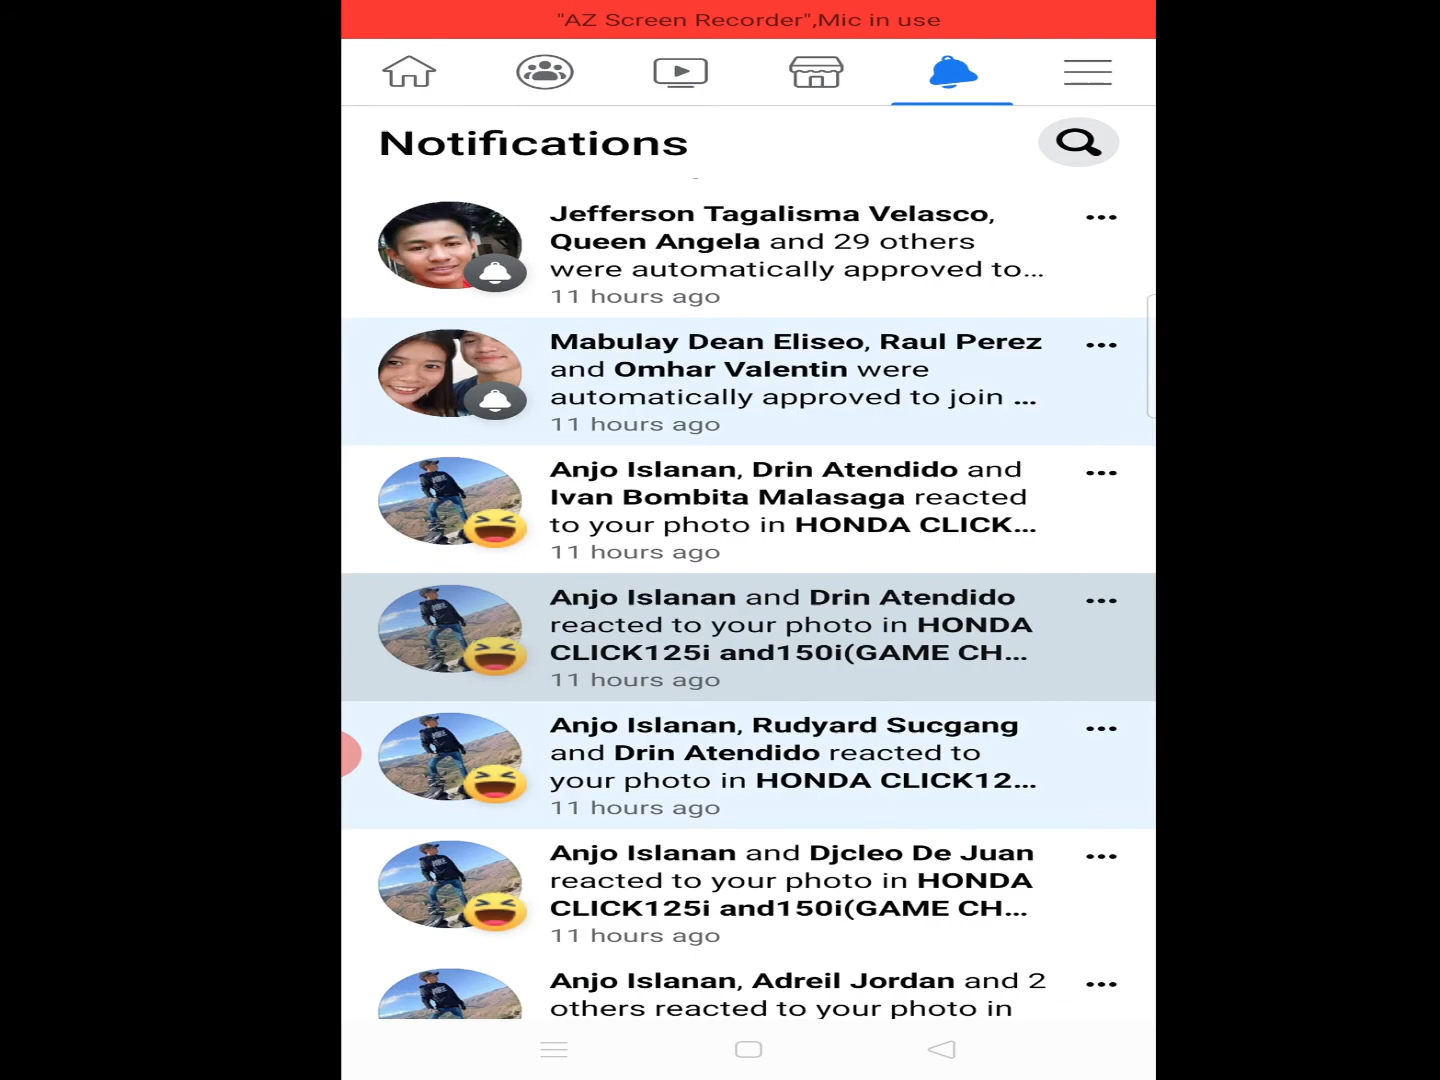 "AZ Screen Recorder",Mic in use
Notifications
Jefferson Tagalisma Velasco,
Queen Angela and 29 others
were automatically approved to...
11 hours ago
Mabulay Dean Eliseo, Raul Perez
and Omhar Valentin were
automatically approved to join ...
11 hours ago
Anjo Islanan, Drin Atendido and
Ivan Bombita Malasaga reacted
to your photo in HONDA CLICK...
11 hours ago
Anjo Islanan and Drin Atendido
reacted to your photo in HONDA
CLICK125i and150i(GAME CH...
11 hours ago
Anjo Islanan, Rudyard Sucgang
and Drin Atendido reacted to
your photo in HONDA CLICK12...
11 hours ago
Anjo Islanan and Djcleo De Juan
reacted to your photo in HONDA
CLICK125i and150i(GAME CH...
11 hours ago
Anjo Islanan, Adreil Jordan and 2
others reacted to your photo in